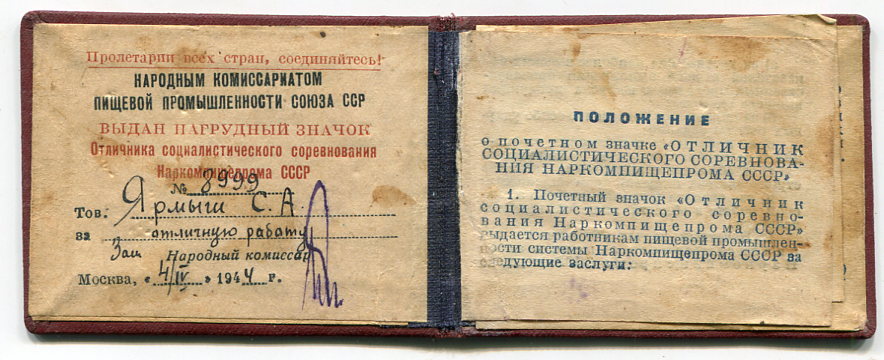 Пролетарии всех стран, соединяйтесь!
НАРОДНЫМ КОМИССАРИАТОМ
ПИЩЕВОЙ ПРОМЫШЛЕННОСТИ СОЮЗА ССР
ВЫДАН НАГРУДНЫЙ ЗНАЧОК
Отличника социалистического соревнования
Наркомпищепрома СССР
№ 8999
Тов. Ярмыш С. А.
за отличную работу
Зам Народный комиссар
Москва, « 4/IV » 1944 г.
ПОЛОЖЕНИЕ
о почетном значке «ОТЛИЧНИК
СОЦИАЛИСТИЧЕСКОГО СОРЕВНОВА-
НИЯ НАРКОМПИЩЕПРОМА СССР»
1. Почетный значок «Отличник
социалистического соревно-
вания Наркомпищепрома СССР»
выдается работникам пищевой промышлен-
ности системы Наркомпищепрома СССР за
следующие заслуги: